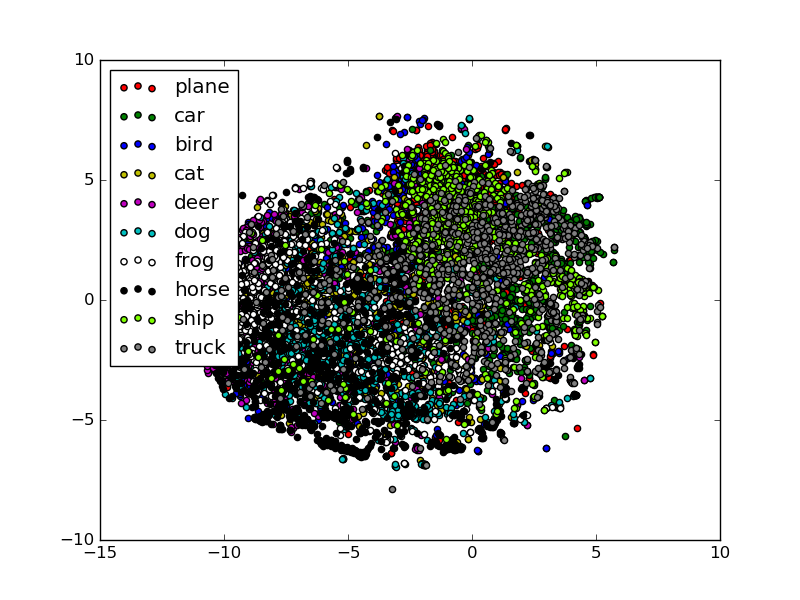 10
5
0
−5
−10
−15
−10
−5
0
5
10
plane
car
bird
cat
deer
dog
frog
horse
ship
truck